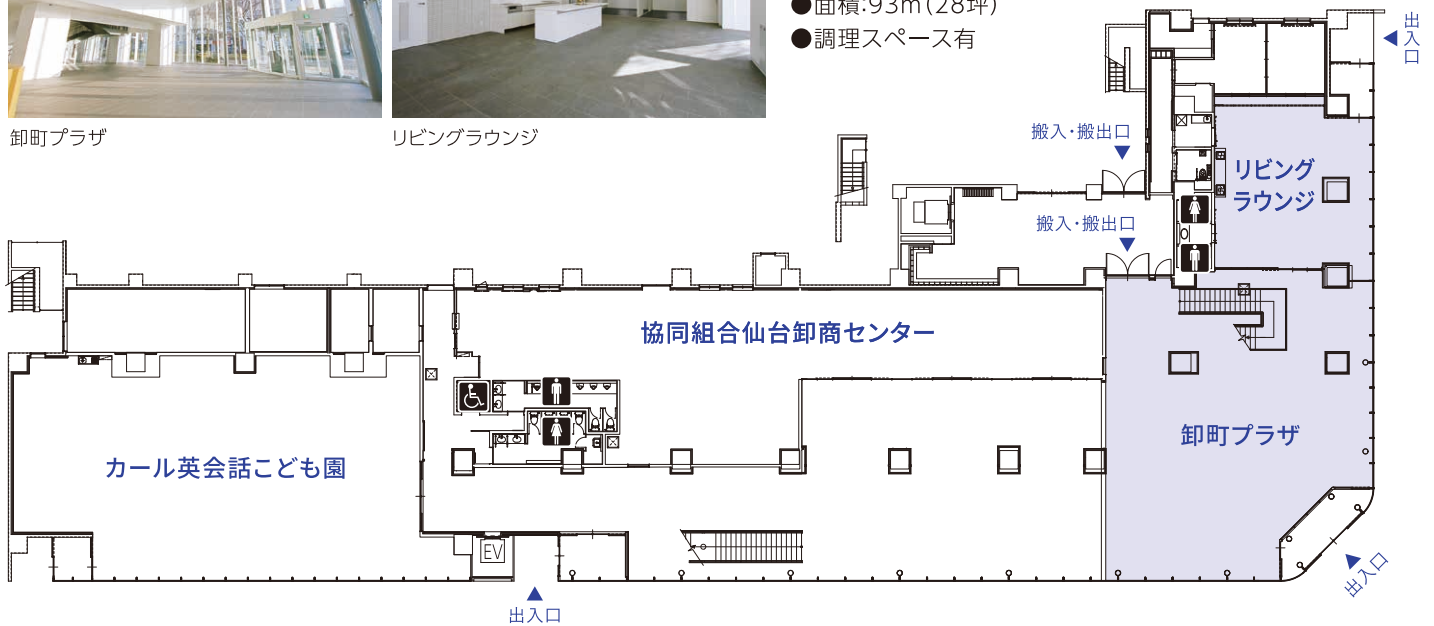 ●面積:93㎡(28坪)
●調理スペース有
卸町プラザ
リビングラウンジ
出入口
搬入・搬出口
リビング
ラウンジ
搬入・搬出口
協同組合仙台卸商センター
卸町プラザ
カール英会話こども園
EV
出入口
出入口